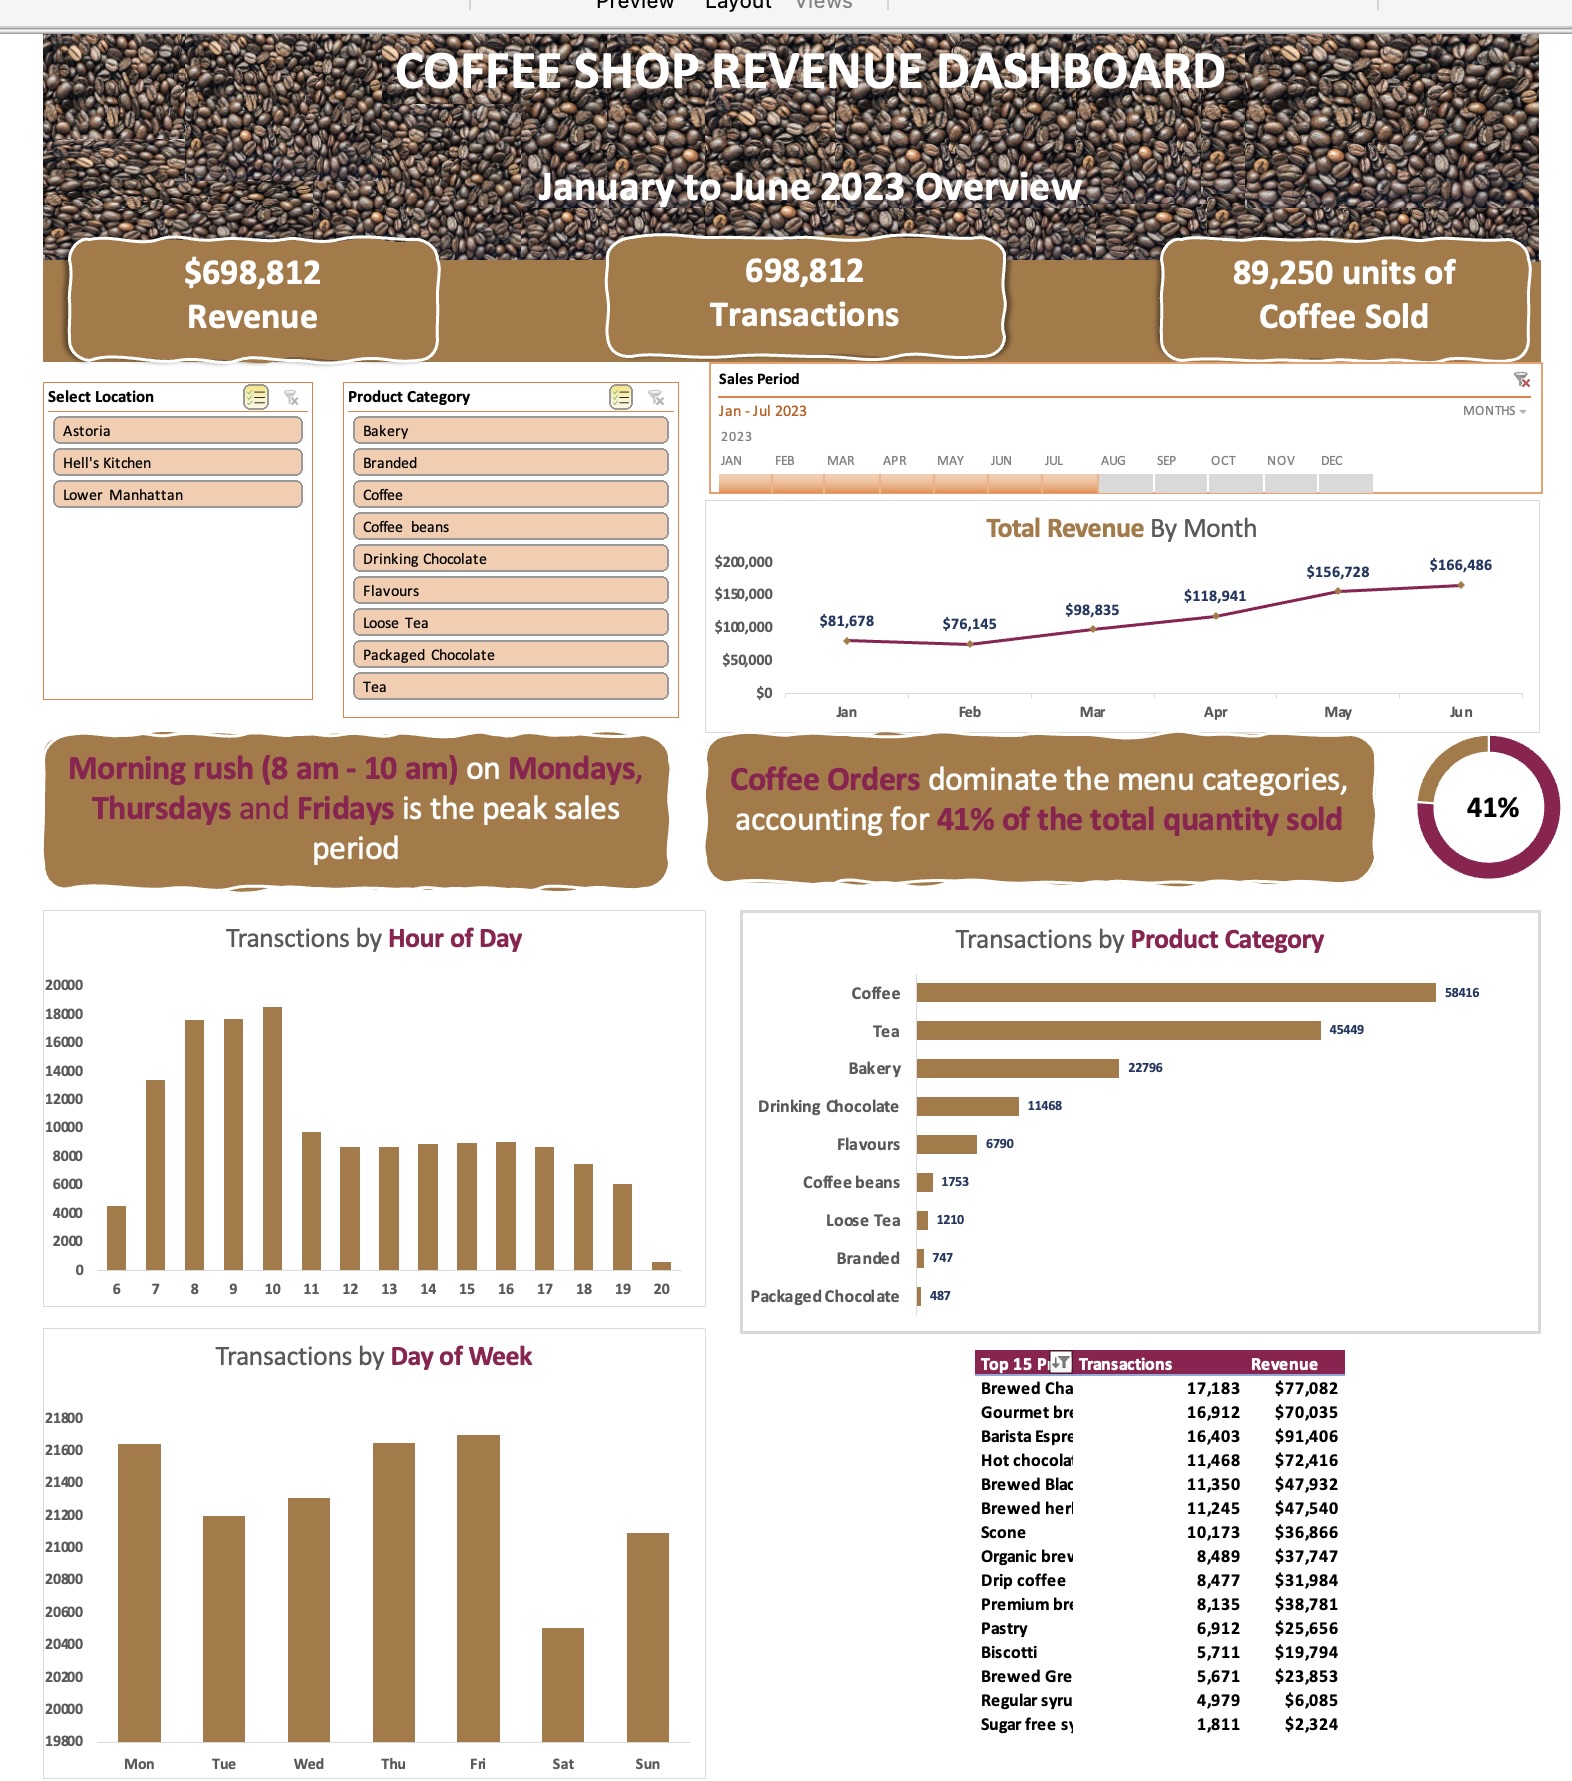 Preview Layout Views
COFFEE SHOP REVENUE DASHBOARD
January to June 2023 Overview
$698,812
Revenue
698,812
Transactions
89,250 units of
Coffee Sold
Select Location
Astoria
Hell's Kitchen
Lower Manhattan
Product Category
Bakery
Branded
Coffee
Coffee beans
Drinking Chocolate
Flavours
Loose Tea
Packaged Chocolate
Tea
Sales Period
Jan - Jul 2023
MONTHS
2023
JAN FEB MAR APR MAY JUN JUL AUG SEP OCT NOV DEC
Total Revenue By Month
$200,000
$150,000
$100,000
$50,000
$0
$81,678
$76,145
$98,835
$118,941
$156,728
$166,486
Jan Feb Mar Apr May Jun
Morning rush (8 am - 10 am) on Mondays,
Thursdays and Fridays is the peak sales
period
Coffee Orders dominate the menu categories,
accounting for 41% of the total quantity sold
41%
Transctions by Hour of Day
20000
18000
16000
14000
12000
10000
8000
6000
4000
2000
0
6 7 8 9 10 11 12 13 14 15 16 17 18 19 20
Transactions by Product Category
Coffee 58416
Tea 45449
Bakery 22796
Drinking Chocolate 11468
Flavours 6790
Coffee beans 1753
Loose Tea 1210
Branded 747
Packaged Chocolate 487
Transactions by Day of Week
21800
21600
21400
21200
21000
20800
20600
20400
20200
20000
19800
Mon Tue Wed Thu Fri Sat Sun
Top 15 Pr Transactions Revenue
Brewed Cha 17,183 $77,082
Gourmet bre 16,912 $70,035
Barista Espre 16,403 $91,406
Hot chocolat 11,468 $72,416
Brewed Blac 11,350 $47,932
Brewed herl 11,245 $47,540
Scone 10,173 $36,866
Organic brev 8,489 $37,747
Drip coffee 8,477 $31,984
Premium bre 8,135 $38,781
Pastry 6,912 $25,656
Biscotti 5,711 $19,794
Brewed Gre 5,671 $23,853
Regular syru 4,979 $6,085
Sugar free sy 1,811 $2,324